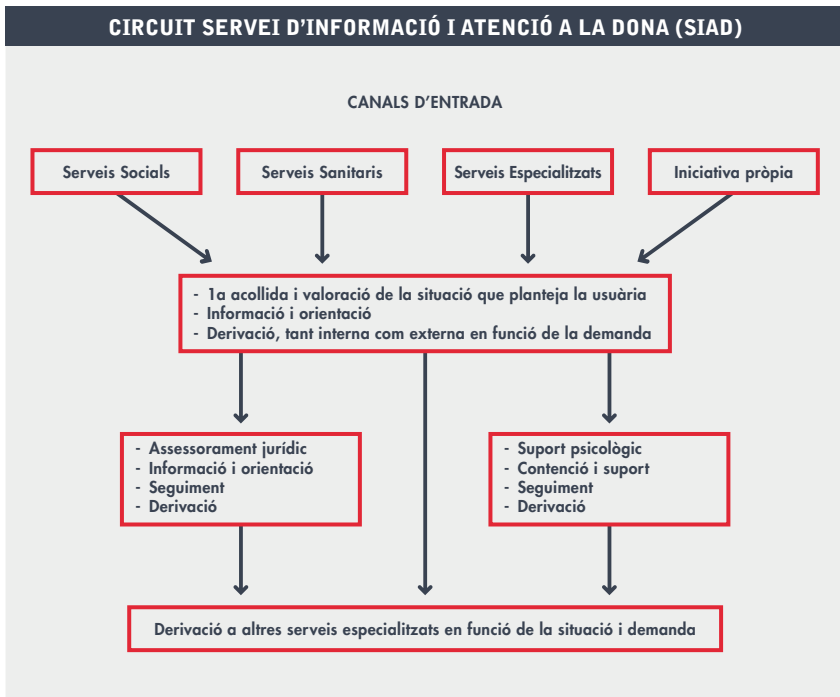 CIRCUIT SERVEI D'INFORMACIÓ I ATENCIÓ A LA DONA (SIAD)
CANALS D'ENTRADA
Serveis Socials
Serveis Sanitaris
Serveis Especialitzats
Iniciativa pròpia
- 1a acollida i valoració de la situació que planteja la usuària
- Informació i orientació
- Derivació, tant interna com externa en funció de la demanda
- Assessorament jurídic
- Informació i orientació
- Seguiment
- Derivació
- Suport psicològic
- Contenció i suport
- Seguiment
- Derivació
Derivació a altres serveis especialitzats en funció de la situació i demanda